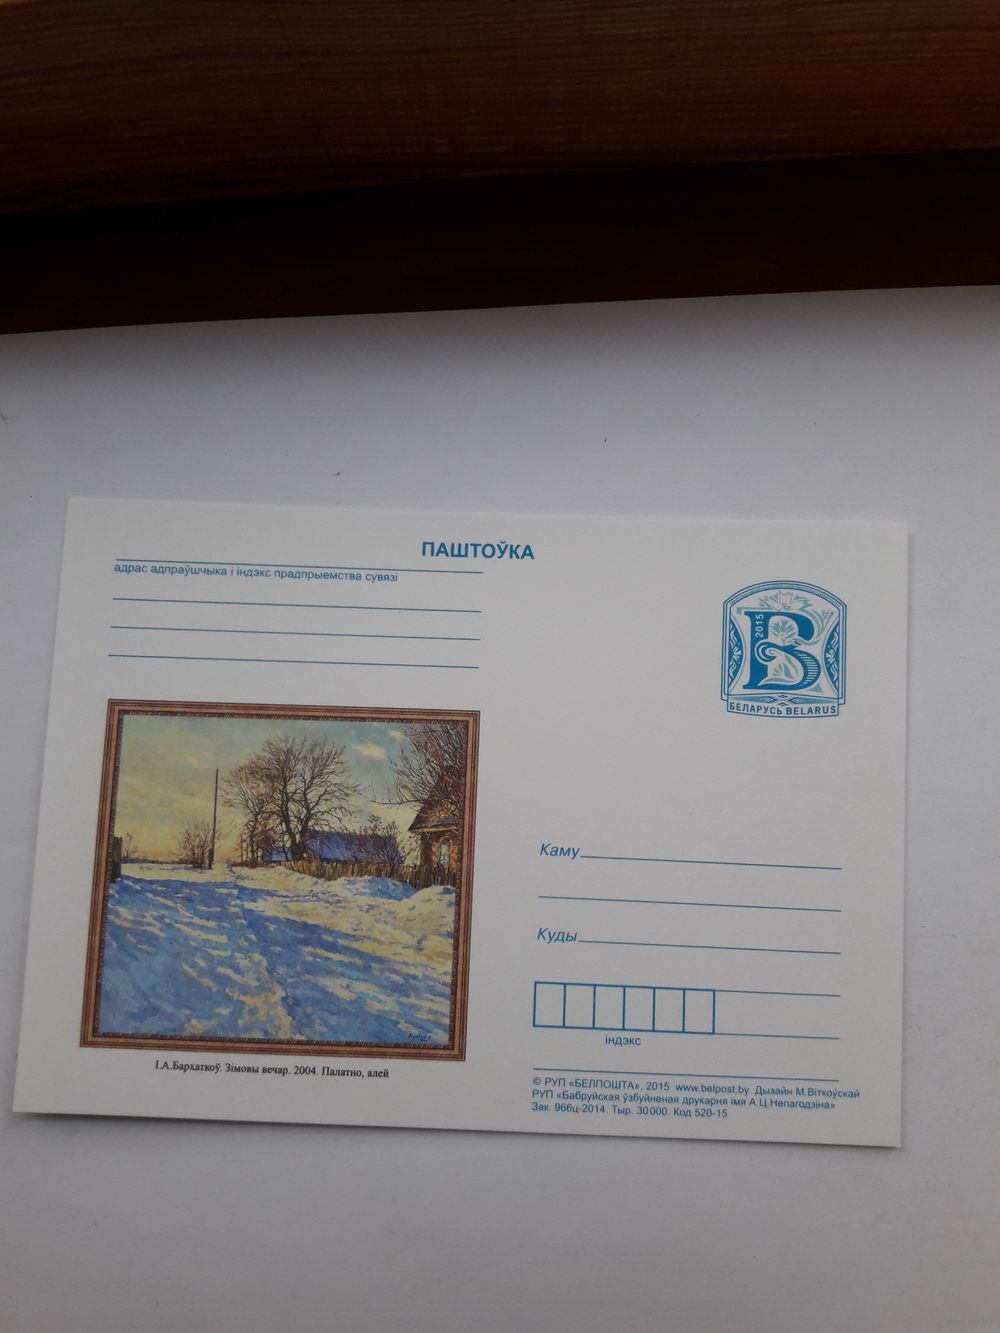 ПАШТОЎКА
адрас адпраўшчыка і індэкс прадпрыемства сувязі
2015
B
БЕЛАРУСЬ BELARUS
Каму
Куды
індэкс
І.А.Бархаткоў. Зімовы вечар. 2004. Палатно, алей
© РУП «БЕЛПОШТА», 2015 www.belpost.by Дызайн М.Віткоўскай
РУП «Бабруйская ўзбуйненая друкарня імя А.Ц.Непагодзіна»
Зак. 966ц-2014. Тыр. 30000. Код 520-15